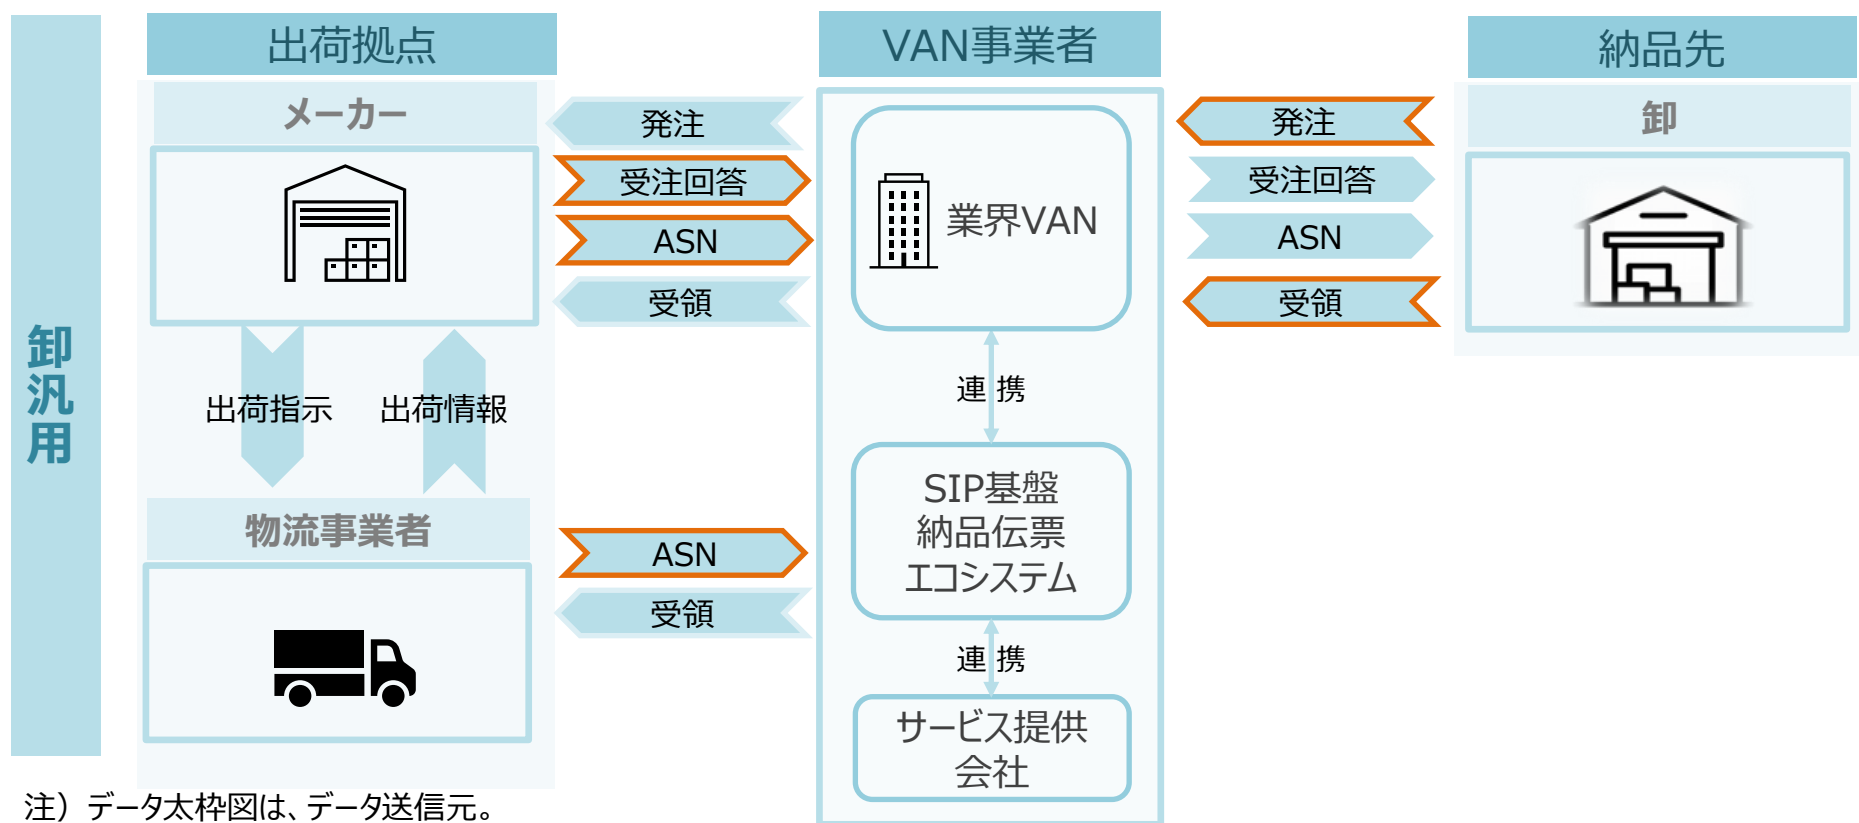 卸汎用
出荷拠点
メーカー
出荷指示
出荷情報
物流事業者
発注
受注回答
ASN
受領
ASN
受領
VAN事業者
業界VAN
連携
SIP基盤
納品伝票
エコシステム
連携
サービス提供
会社
発注
受注回答
ASN
受領
納品先
卸
注）データ太枠図は、データ送信元。